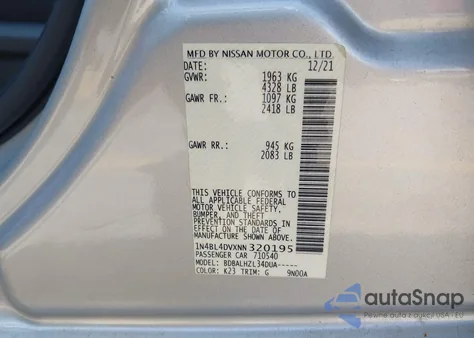 MFD BY NISSAN MOTOR CO., LTD.
DATE: 12/21
GVWR: 1963 KG
4328 LB
GAWR FR.: 1097 KG
2418 LB
GAWR RR.: 945 KG
2083 LB
THIS VEHICLE CONFORMS TO
ALL APPLICABLE FEDERAL
MOTOR VEHICLE SAFETY,
BUMPER, AND THEFT
PREVENTION STANDARDS IN
EFFECT ON THE DATE OF
MANUFACTURE SHOWN ABOVE.
1N4BL4DVXNN320195
PASSENGER CAR 710540
MODEL: BDBALHZL34DUA-----
COLOR: K23 TRIM: G 9N00A
autoSnap